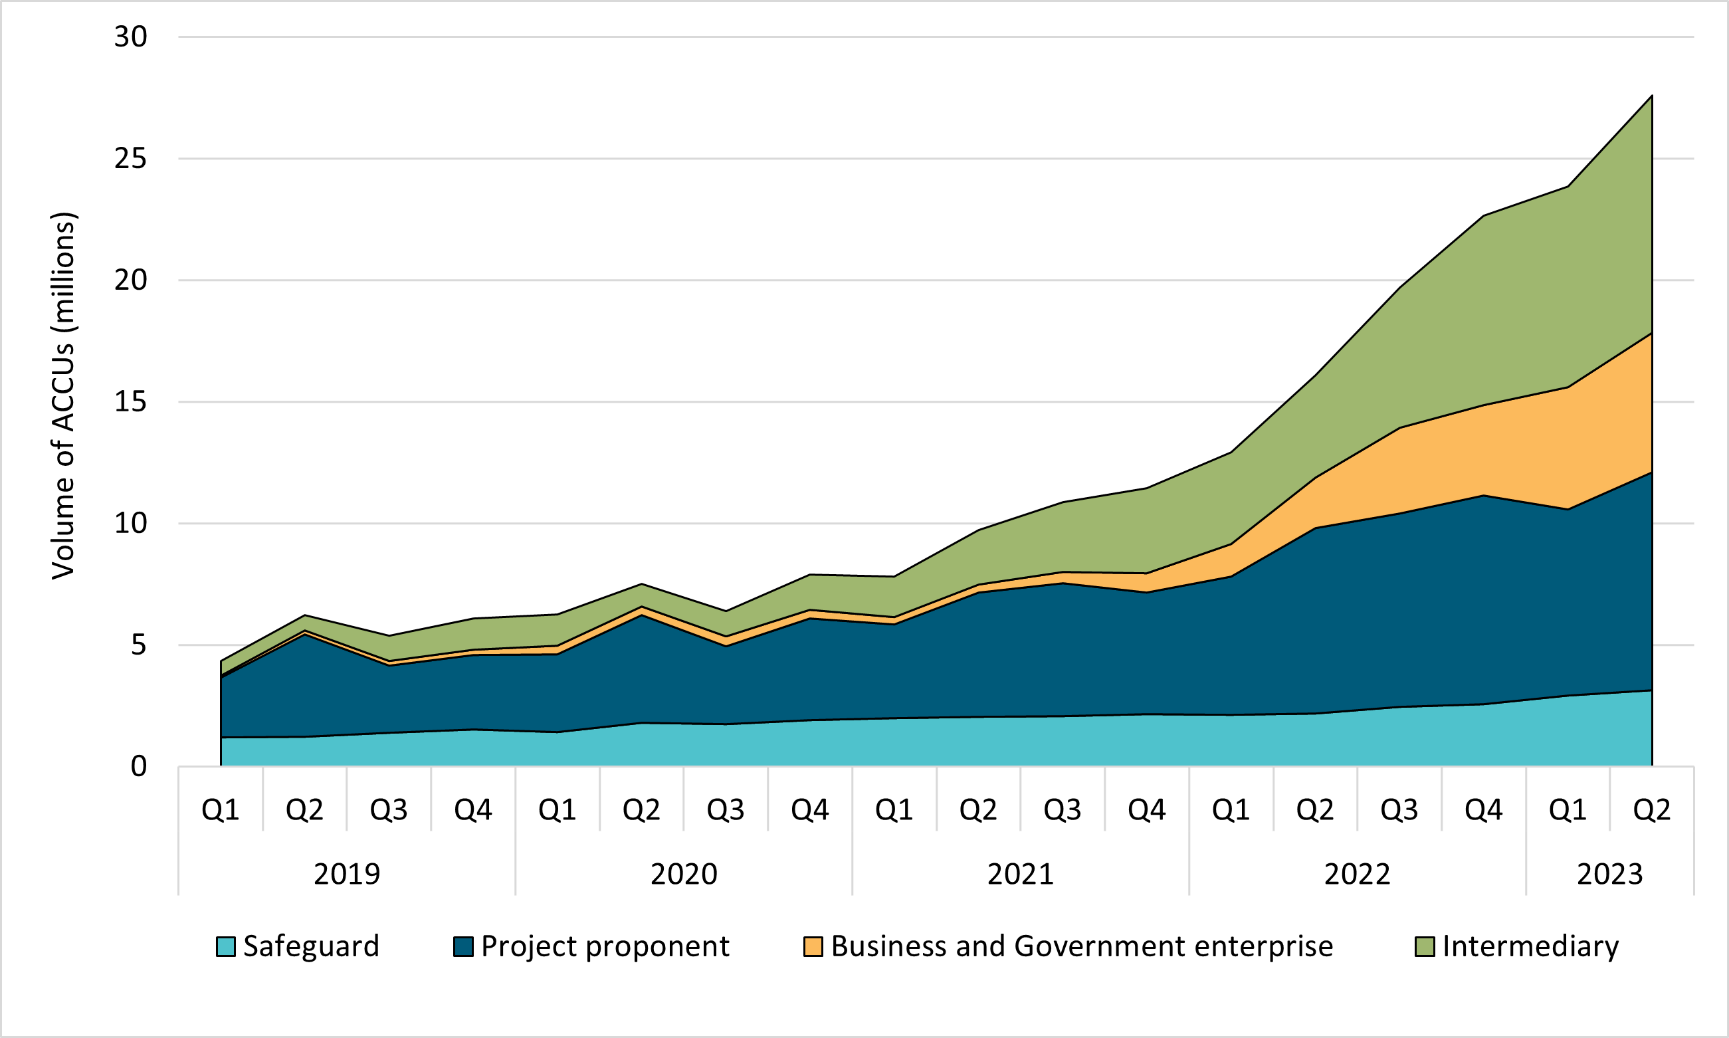 30
25
20
15
10
5
0
Volume of ACCUs (millions)
Q1 Q2 Q3 Q4 Q1 Q2 Q3 Q4 Q1 Q2 Q3 Q4 Q1 Q2 Q3 Q4 Q1 Q2
2019 2020 2021 2022 2023
Safeguard Project proponent Business and Government enterprise Intermediary